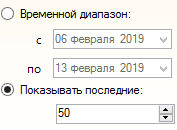 Временной диапазон:
с 06 февраля 2019
по 13 февраля 2019
Показывать последние:
50